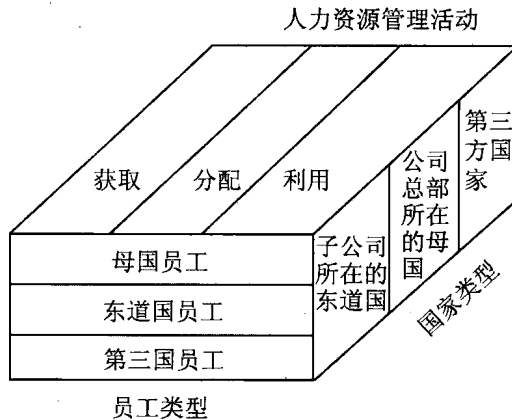 人力资源管理活动
获取
分配
利用
母国员工
东道国员工
第三国员工
子公司
所在的
东道国
公司
总部
所在
的母
国
第三
方国
家
国家类型
员工类型